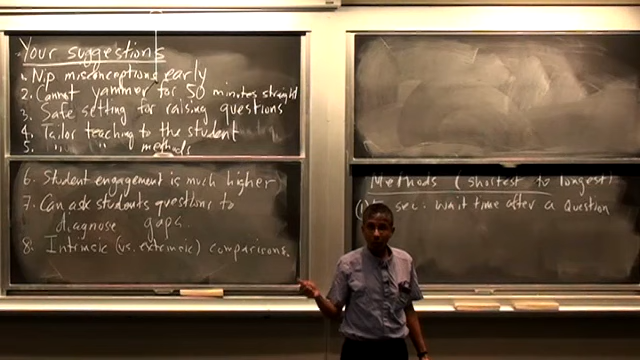 Your suggestions
1. Nip misconceptions early
2. Cannot yammer for 50 minutes straight
3. Safe setting for raising questions
4. Tailor teaching to the student
5. " " " methods
6. Student engagement is much higher
7. Can ask students questions to
diagnose gaps.
8. Intrinsic (vs. extrinsic) comparisons.
Methods (shortest to longest)
(1) sec: wait time after a question